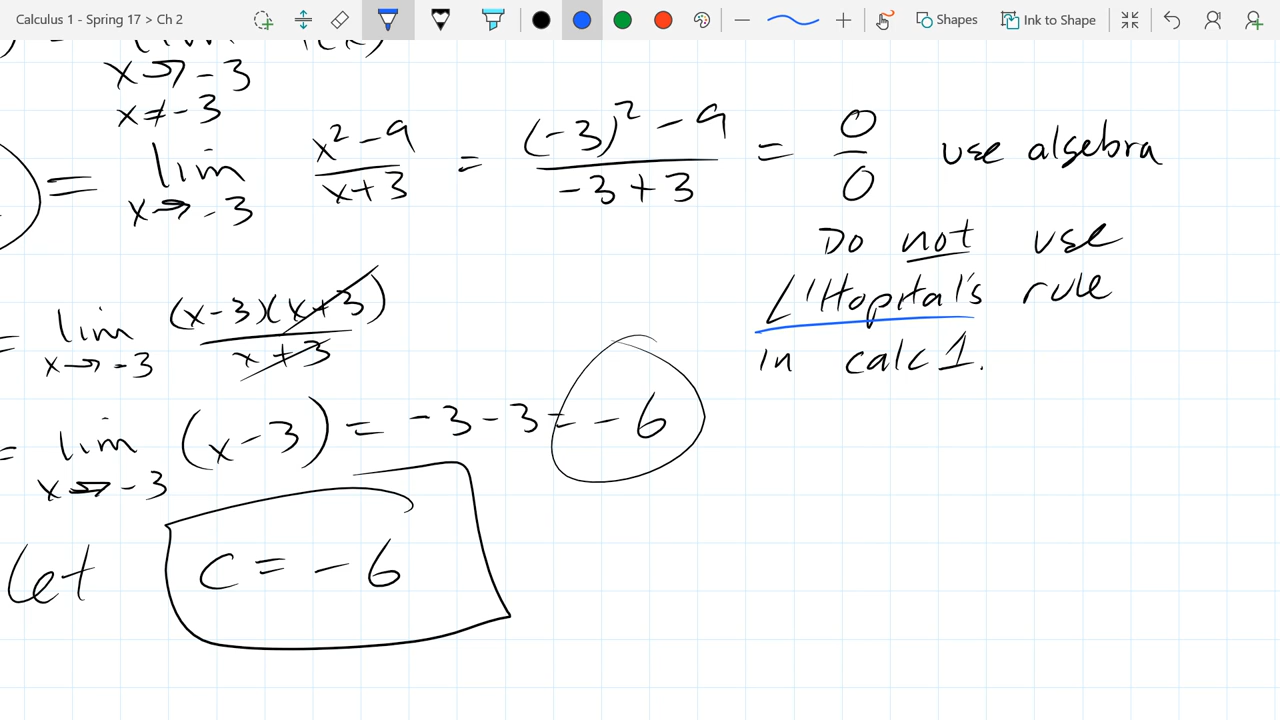 Calculus 1 - Spring 17 > Ch 2
Shapes
Ink to Shape
x → -3
x ≠ -3
= lim x → -3 (x² - 9)/(x + 3) = ((-3)² - 9)/(-3 + 3) = 0/0 use algebra
Do not use
L'Hopital's rule
in calc 1.
= lim x → -3 (x-3)(x+3)/(x+3)
= lim x → -3 (x - 3) = -3 - 3 = -6
let c = -6